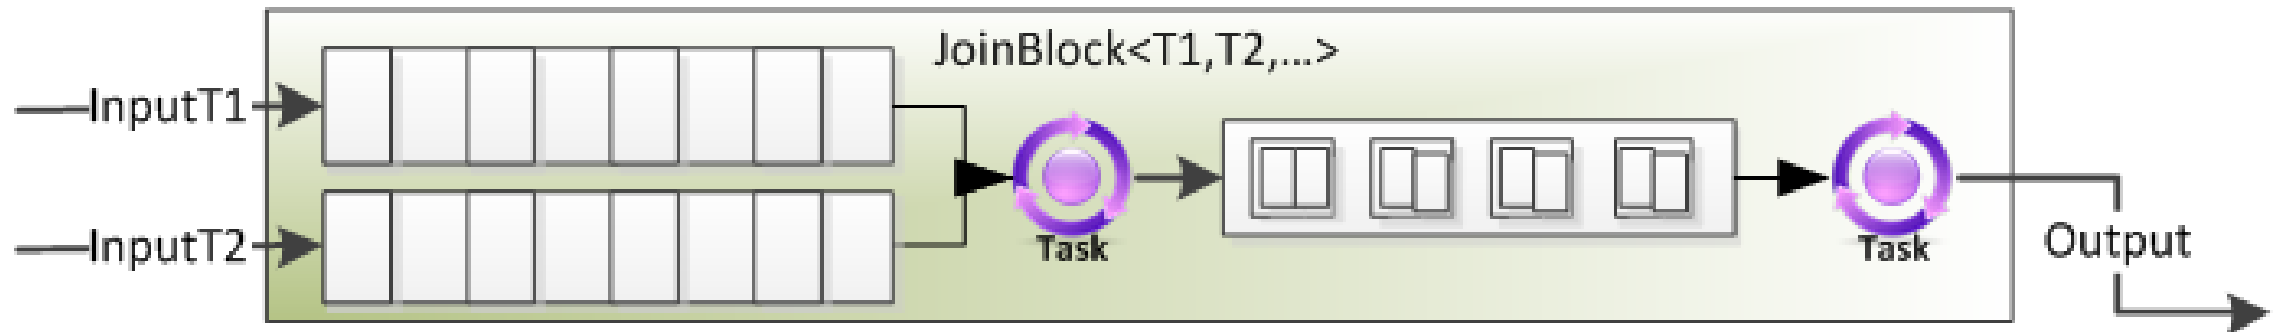 JoinBlock<T1,T2,...>
InputT1
InputT2
Task
Task
Output